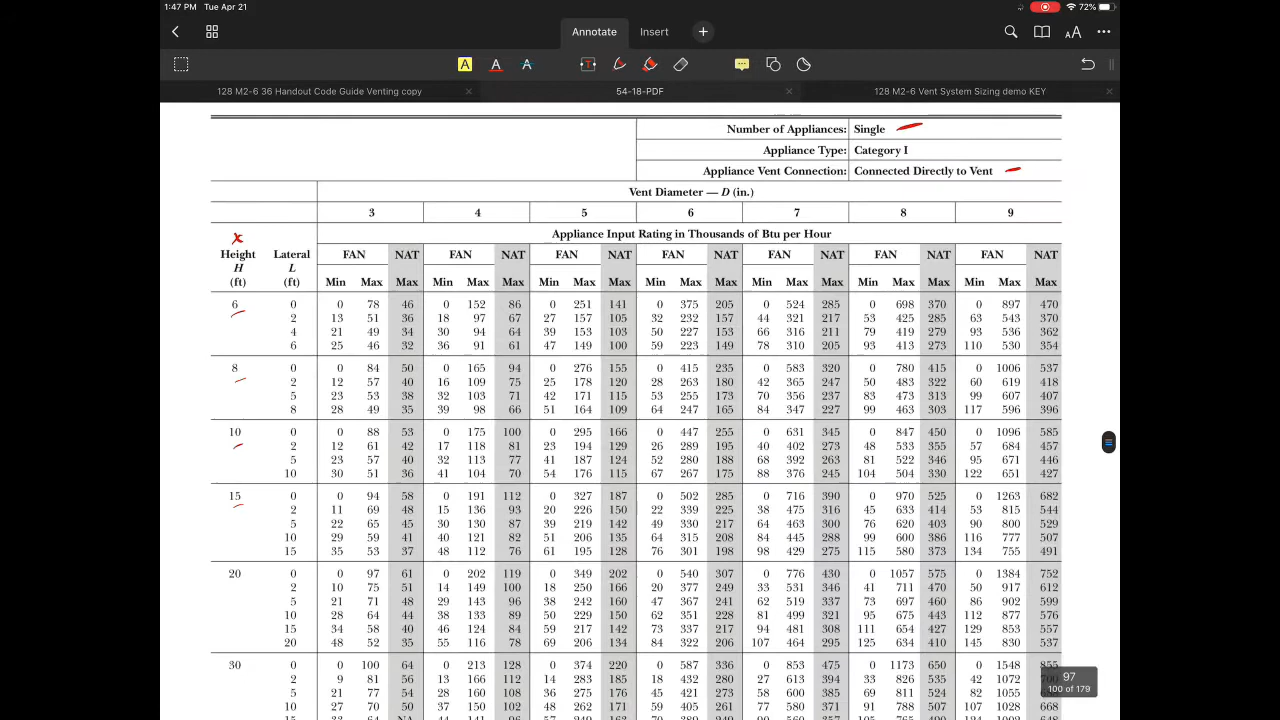 1:47 PM Tue Apr 21
72%
Annotate Insert
A A A T AA
128 M2-6 36 Handout Code Guide Venting copy 54-18-PDF 128 M2-6 Vent System Sizing demo KEY
Number of Appliances: Single
Appliance Type: Category I
Appliance Vent Connection: Connected Directly to Vent
Vent Diameter — D (in.)
3 4 5 6 7 8 9
x Appliance Input Rating in Thousands of Btu per Hour
Height Lateral FAN NAT FAN NAT FAN NAT FAN NAT FAN NAT FAN NAT FAN NAT
H L
(ft) (ft) Min Max Max Min Max Max Min Max Max Min Max Max Min Max Max Min Max Max Min Max Max
6 0 0 78 46 0 152 86 0 251 141 0 375 205 0 524 285 0 698 370 0 897 470
2 13 51 36 18 97 67 27 157 105 32 232 157 44 321 217 53 425 285 63 543 370
4 21 49 34 30 94 64 39 153 103 50 227 153 66 316 211 79 419 279 93 536 362
6 25 46 32 36 91 61 47 149 100 59 223 149 78 310 205 93 413 273 110 530 354
8 0 0 84 50 0 165 94 0 276 155 0 415 235 0 583 320 0 780 415 0 1006 537
2 12 57 40 16 109 75 25 178 120 28 263 180 42 365 247 50 483 322 60 619 418
5 23 53 38 32 103 71 42 171 115 53 255 173 70 356 237 83 473 313 99 607 407
8 28 49 35 39 98 66 51 164 109 64 247 165 84 347 227 99 463 303 117 596 396
10 0 0 88 53 0 175 100 0 295 166 0 447 255 0 631 345 0 847 450 0 1096 585
2 12 61 42 17 118 81 23 194 129 26 289 195 40 402 273 48 533 355 57 684 457
5 23 57 40 32 113 77 41 187 124 52 280 188 68 392 263 81 522 346 95 671 446
10 30 51 36 41 104 70 54 176 115 67 267 175 88 376 245 104 504 330 122 651 427
15 0 0 94 58 0 191 112 0 327 187 0 502 285 0 716 390 0 970 525 0 1263 682
2 11 69 48 15 136 93 20 226 150 22 339 225 38 475 316 45 633 414 53 815 544
5 22 65 45 30 130 87 39 219 142 49 330 217 64 463 300 76 620 403 90 800 529
10 29 59 41 40 121 82 51 206 135 64 315 208 84 445 288 99 600 386 116 777 507
15 35 53 37 48 112 76 61 195 128 76 301 198 98 429 275 115 580 373 134 755 491
20 0 0 97 61 0 202 119 0 349 202 0 540 307 0 776 430 0 1057 575 0 1384 752
2 10 75 51 14 149 100 18 250 166 20 377 249 33 531 346 41 711 470 50 917 612
5 21 71 48 29 143 96 38 242 160 47 367 241 62 519 337 73 697 460 86 902 599
10 28 64 44 38 133 89 50 229 150 62 351 228 81 499 321 95 675 443 112 877 576
15 34 58 40 46 124 84 59 217 142 73 337 217 94 481 308 111 654 427 129 853 557
20 48 52 35 55 116 78 69 206 134 84 322 206 107 464 295 125 634 410 145 830 537
30 0 0 100 64 0 213 128 0 374 220 0 587 336 0 853 475 0 1173 650 0 1548 855
2 9 81 56 13 166 112 14 283 185 18 432 280 27 613 394 33 826 535 42 1072
5 21 77 54 28 160 108 36 275 176 45 421 273 58 600 385 69 811 524 82 1055
10 27 70 50 37 150 102 48 262 171 59 405 261 77 580 371 91 788 507 107 1028 668
97
100 of 179